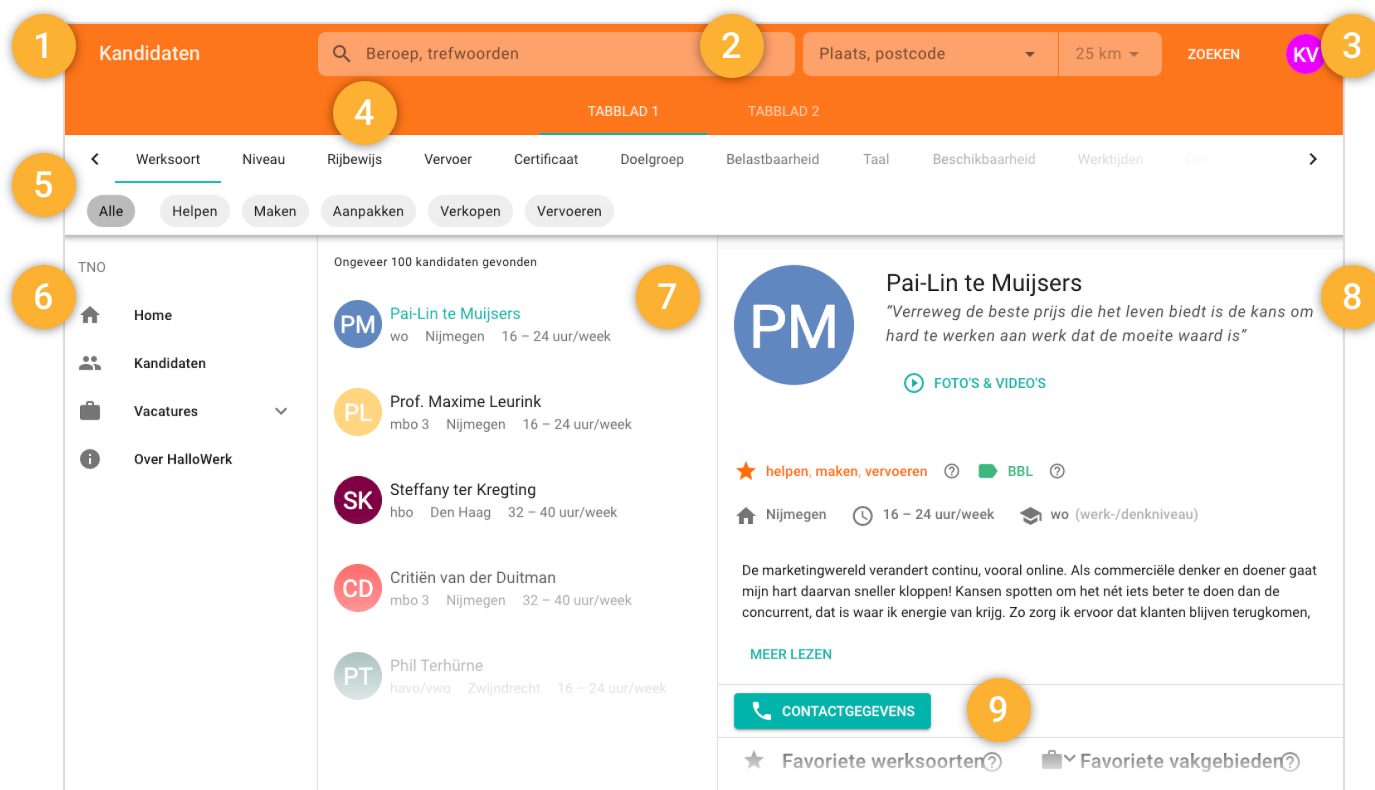 1
Kandidaten
Beroep, trefwoorden
2
Plaats, postcode
25 km
ZOEKEN
KV
3
4
TABBLAD 1
TABBLAD 2
Werksoort
Niveau
Rijbewijs
Vervoer
Certificaat
Doelgroep
Belastbaarheid
Taal
Beschikbaarheid
Werktijden
5
Alle
Helpen
Maken
Aanpakken
Verkopen
Vervoeren
TNO
6
Home
Kandidaten
Vacatures
Over HalloWerk
Ongeveer 100 kandidaten gevonden
7
PM
Pai-Lin te Muijsers
wo Nijmegen 16 – 24 uur/week
PL
Prof. Maxime Leurink
mbo 3 Nijmegen 16 – 24 uur/week
SK
Steffany ter Kregting
hbo Den Haag 32 – 40 uur/week
CD
Critiën van der Duitman
mbo 3 Nijmegen 32 – 40 uur/week
PT
Phil Terhürne
havo/vwo Zwijndrecht 16 – 24 uur/week
PM
Pai-Lin te Muijsers
8
“Verreweg de beste prijs die het leven biedt is de kans om
hard te werken aan werk dat de moeite waard is”
FOTO'S & VIDEO'S
helpen, maken, vervoeren ? BBL ?
Nijmegen 16 – 24 uur/week wo (werk-/denkniveau)
De marketingwereld verandert continu, vooral online. Als commerciële denker en doener gaat
mijn hart daarvan sneller kloppen! Kansen spotten om het nét iets beter te doen dan de
concurrent, dat is waar ik energie van krijg. Zo zorg ik ervoor dat klanten blijven terugkomen,
MEER LEZEN
CONTACTGEGEVENS
9
Favoriete werksoorten ? Favoriete vakgebieden ?